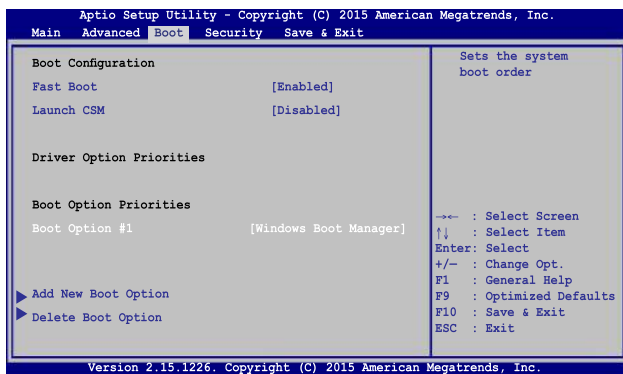 Aptio Setup Utility - Copyright (C) 2015 American Megatrends, Inc.
Main Advanced Boot Security Save & Exit
Boot Configuration
Fast Boot [Enabled]
Launch CSM [Disabled]
Driver Option Priorities
Boot Option Priorities
Boot Option #1 [Windows Boot Manager]
Add New Boot Option
Delete Boot Option
Sets the system
boot order
→← : Select Screen
↑↓ : Select Item
Enter: Select
+/— : Change Opt.
F1 : General Help
F9 : Optimized Defaults
F10 : Save & Exit
ESC : Exit
Version 2.15.1226. Copyright (C) 2015 American Megatrends, Inc.